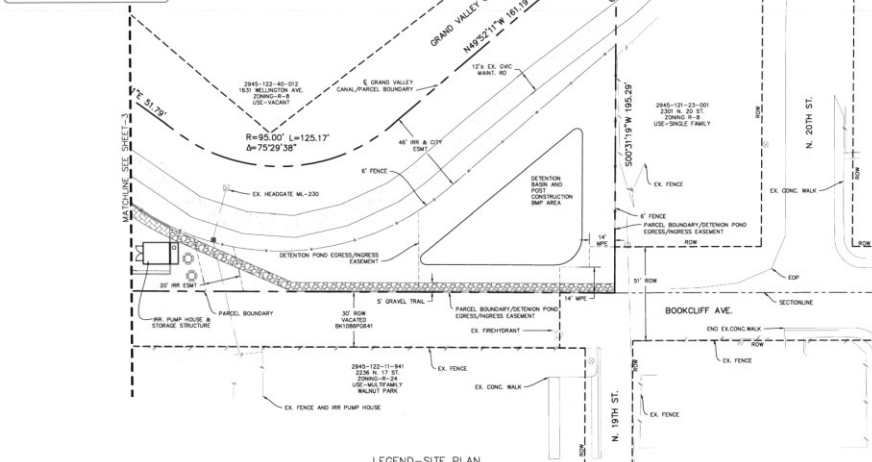 GRAND VALLEY
N49°52'11"W 161.19'
12'± EX. GVIC
MAINT. RD
2945-122-40-012
1631 WELLINGTON AVE.
ZONING-R-8
USE-VACANT
℄ GRAND VALLEY
CANAL/PARCEL BOUNDARY
51.79'
R=95.00' L=125.17'
Δ=75°29'38"
46' IRR & CITY
ESMT
6' FENCE
S00°31'19"W 195.29'
2945-121-23-001
2301 N. 20 ST.
ZONING R-8
USE-SINGLE FAMILY
ROW
N. 20TH ST.
MATCHLINE SEE SHEET-3
EX. HEADGATE ML-230
DETENTION
BASIN AND
POST
CONSTRUCTION
BMP AREA
EX. FENCE
EX. CONC. WALK
ROW
6' FENCE
PARCEL BOUNDARY/DETENION POND
EGRESS/INGRESS EASEMENT
14'
MPE
ROW
ROW
DETENTION POND EGRESS/INGRESS
EASEMENT
EOP
20' IRR ESMT
5' GRAVEL TRAIL
14' MPE
51' ROW
SECTIONLINE
IRR. PUMP HOUSE &
STORAGE STRUCTURE
PARCEL BOUNDARY
30' ROW
VACATED
BK1088PG841
PARCEL BOUNDARY/DETENION POND
EGRESS/INGRESS EASEMENT
BOOKCLIFF AVE.
EX. FIREHYDRANT
END EX.CONC.WALK
ROW
EX. FENCE
2945-122-11-941
2236 N. 17 ST.
ZONING-R-24
USE-MULTIFAMILY
WALNUT PARK
EX. FENCE
EX. CONC. WALK
ROW
EX. FENCE AND IRR PUMP HOUSE
N. 19TH ST.
EX. FENCE
ROW
LEGEND-SITE PLAN